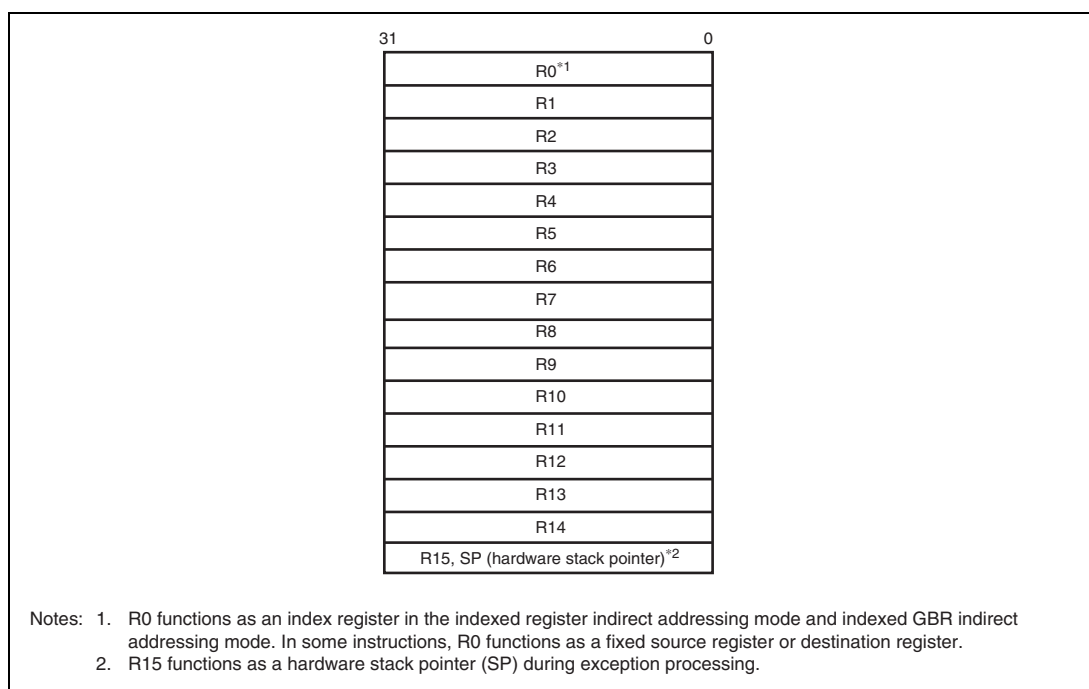 31 0
R0*1
R1
R2
R3
R4
R5
R6
R7
R8
R9
R10
R11
R12
R13
R14
R15, SP (hardware stack pointer)*2
Notes: 1. R0 functions as an index register in the indexed register indirect addressing mode and indexed GBR indirect
addressing mode. In some instructions, R0 functions as a fixed source register or destination register.
2. R15 functions as a hardware stack pointer (SP) during exception processing.